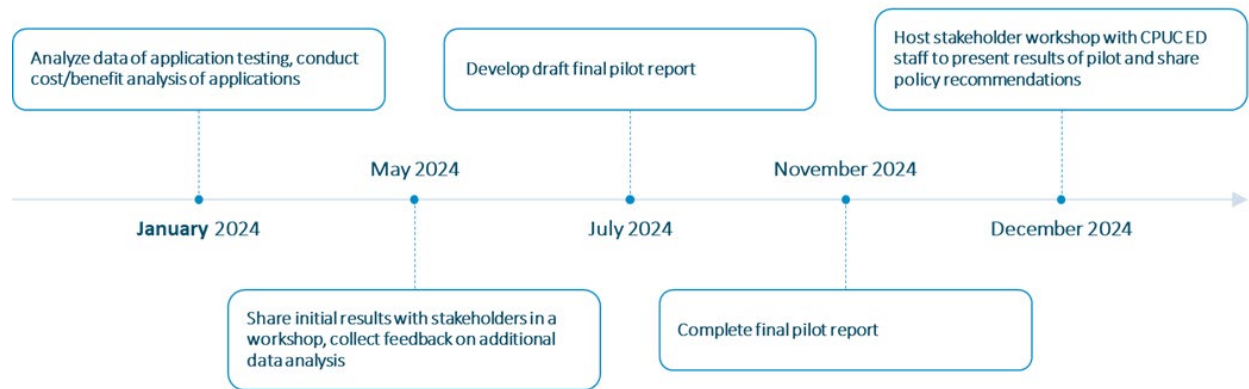 Analyze data of application testing, conduct
cost/benefit analysis of applications
Develop draft final pilot report
Host stakeholder workshop with CPUC ED
staff to present results of pilot and share
policy recommendations
May 2024
November 2024
January 2024
July 2024
December 2024
Share initial results with stakeholders in a
workshop, collect feedback on additional
data analysis
Complete final pilot report